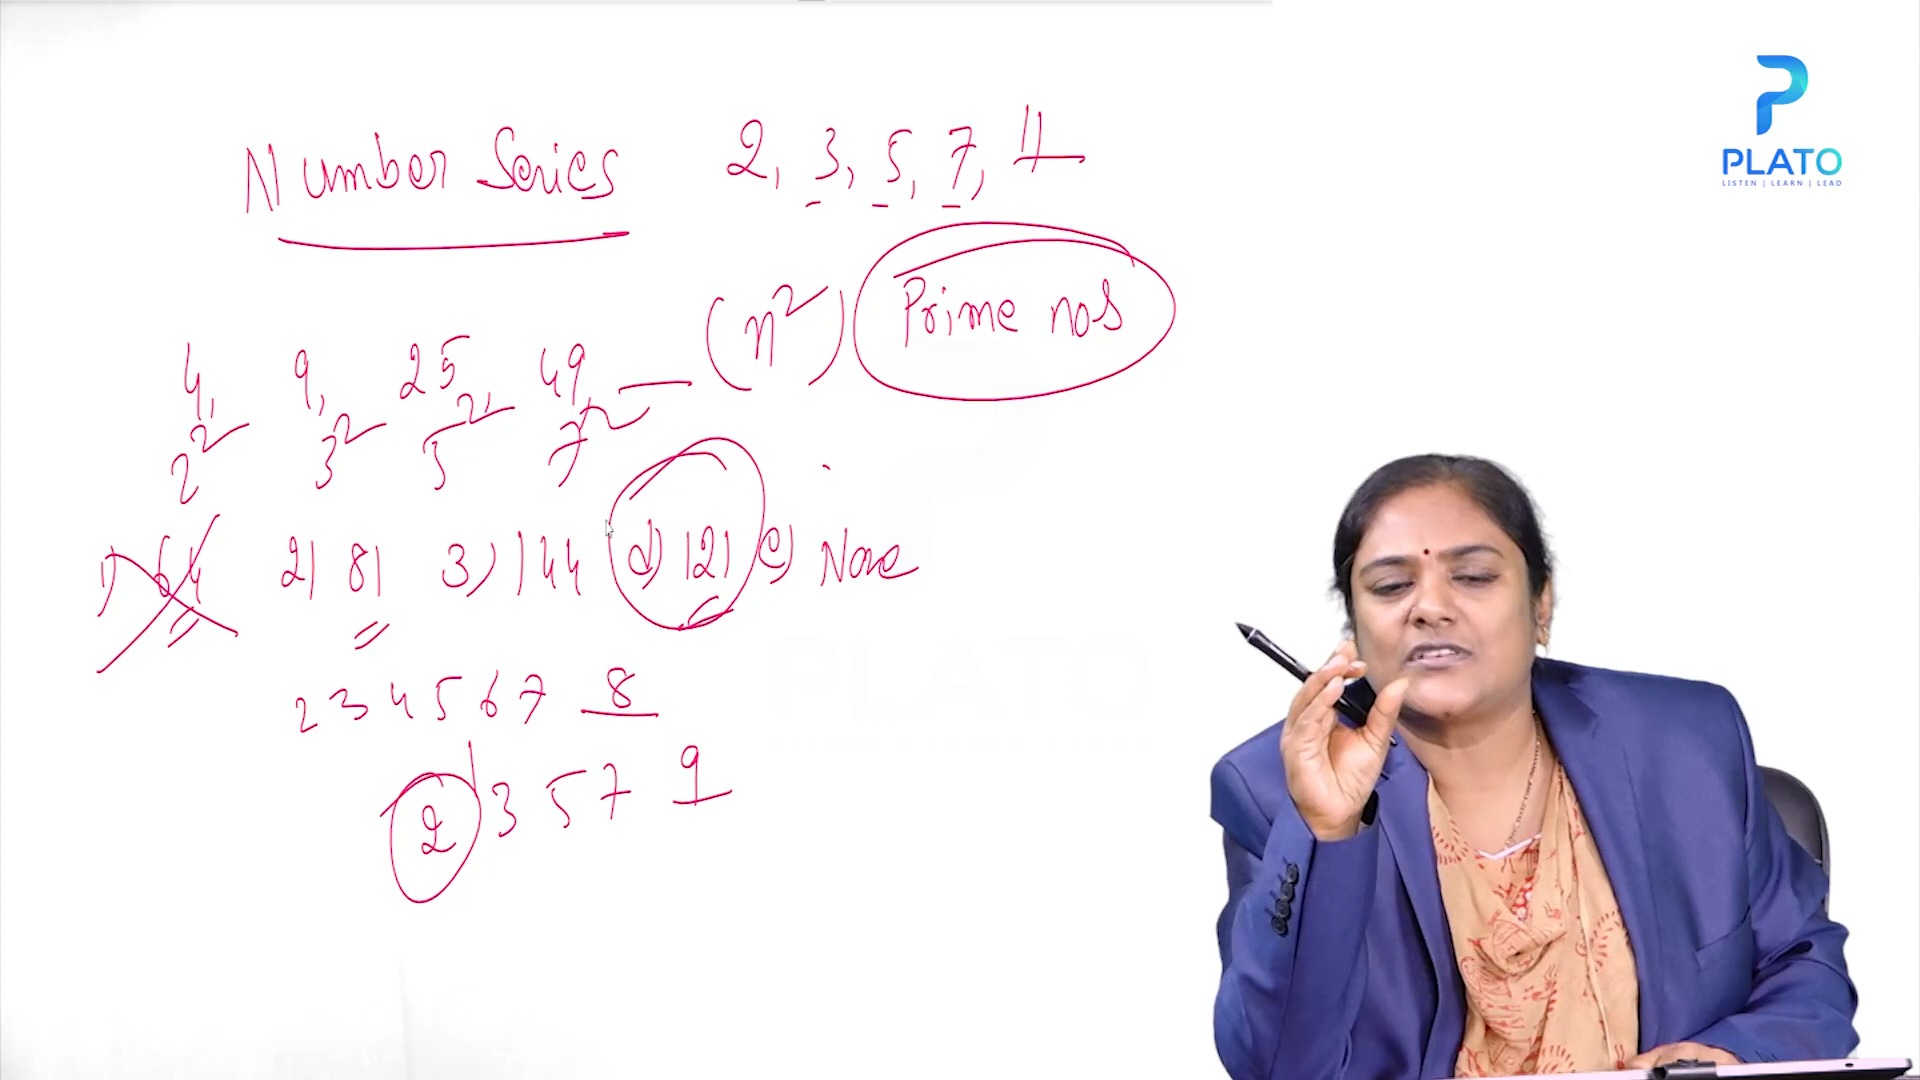 Number Series 2, 3, 5, 7, 11
(n²) Prime nos
4, 9, 25, 49, __
2² 3² 5² 7²
1) 64 2) 81 3) 144 d) 121 e) None
2 3 4 5 6 7 8
2 3 5 7 9
PLATO
LISTEN | LEARN | LEAD
PLATO